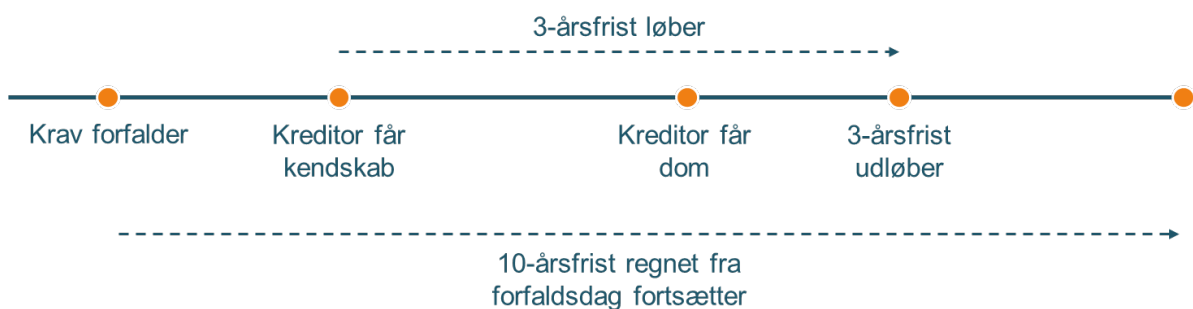 3-årsfrist løber
Krav forfalder
Kreditor får
kendskab
Kreditor får
dom
3-årsfrist
udløber
10-årsfrist regnet fra
forfaldsdag fortsætter